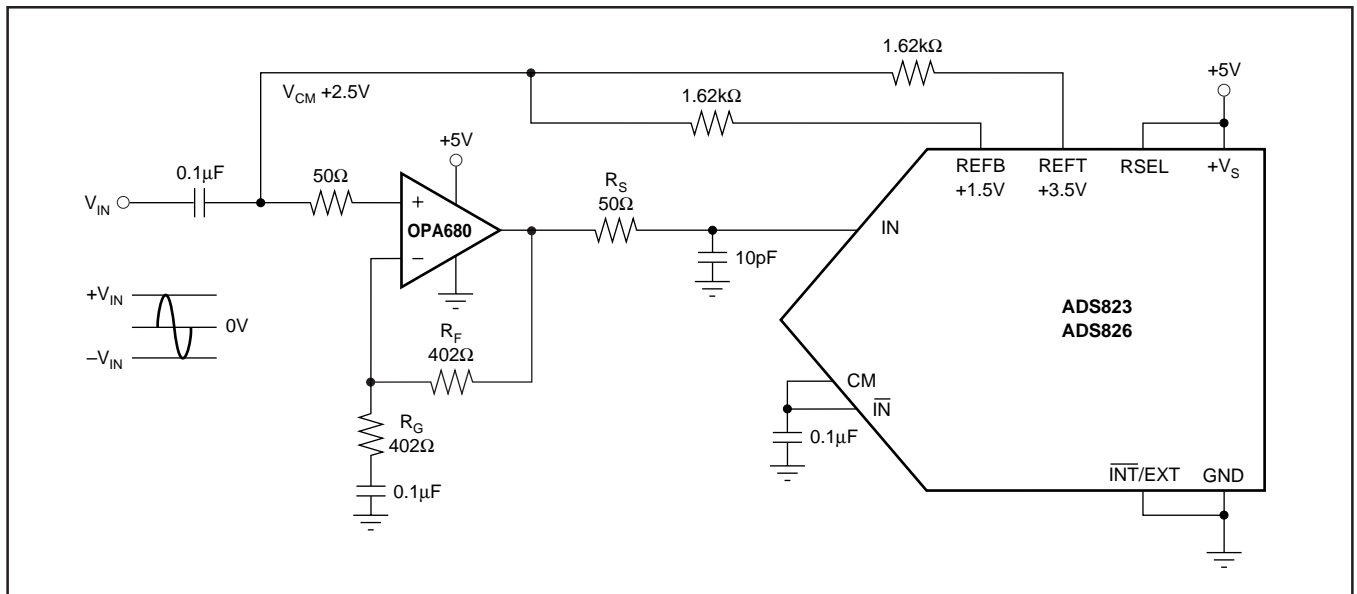 1.62kΩ
+5V
V_CM +2.5V
1.62kΩ
+5V
REFB
+1.5V
REFT
+3.5V
RSEL
+V_S
0.1µF
50Ω
R_S
50Ω
V_IN
+
OPA680
–
IN
10pF
+V_IN
0V
–V_IN
ADS823
ADS826
R_F
402Ω
CM
I̅N̅
R_G
402Ω
0.1µF
0.1µF
I̅N̅T̅/EXT
GND